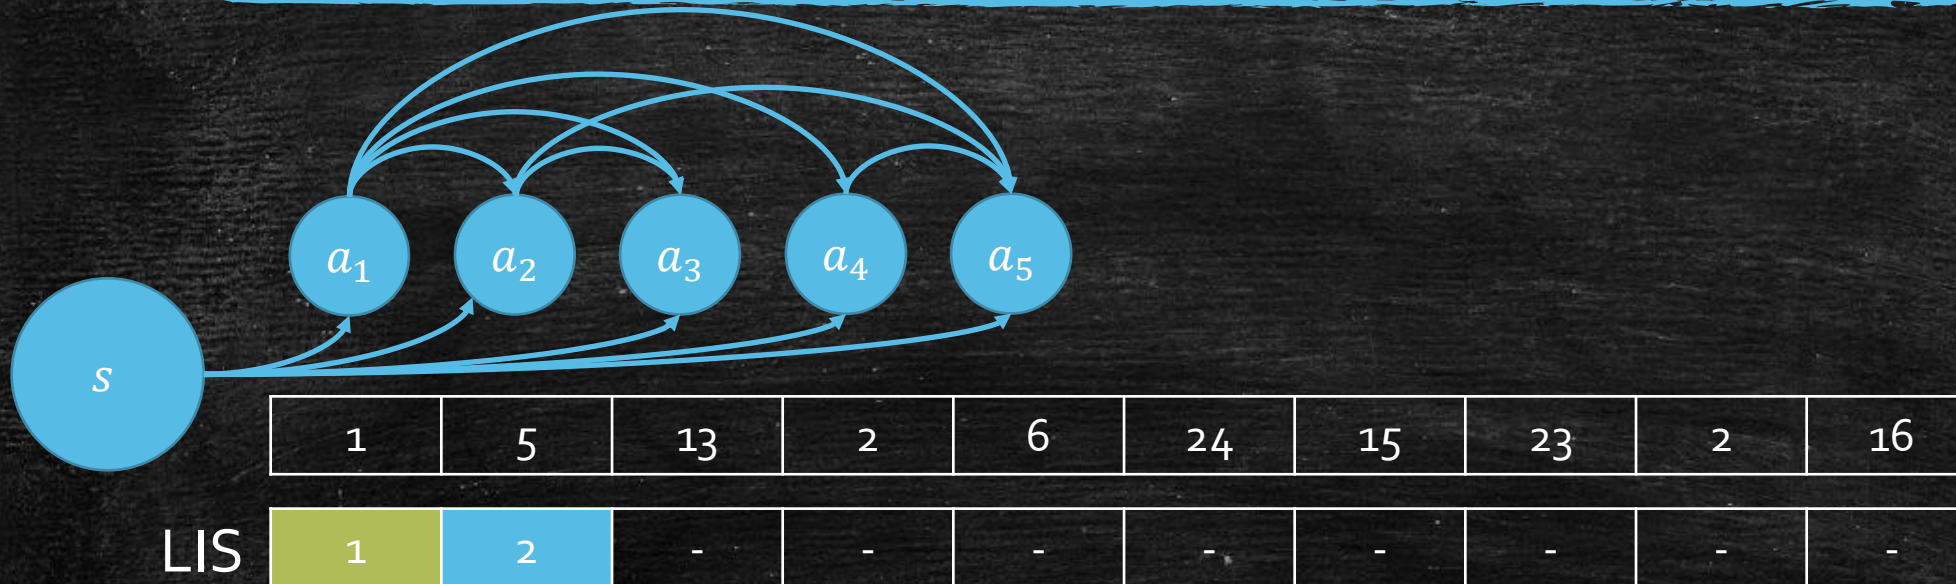 a₁ a₂ a₃ a₄ a₅
s
1 5 13 2 6 24 15 23 2 16
LIS 1 2 - - - - - - - -